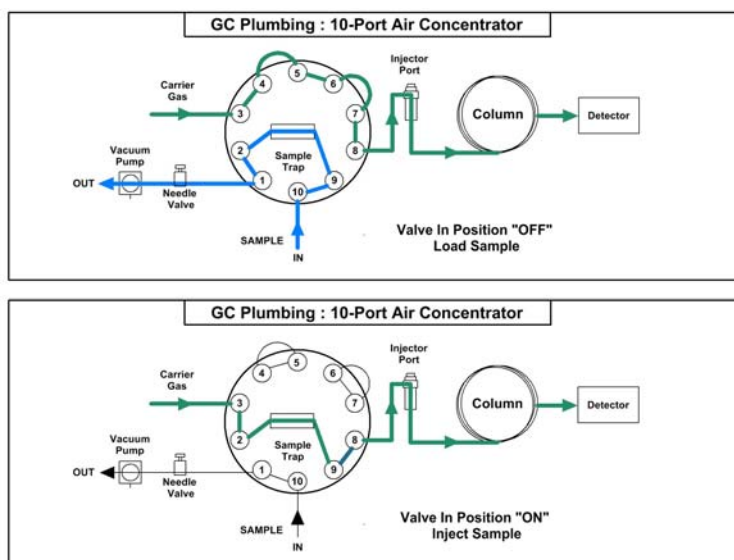 GC Plumbing : 10-Port Air Concentrator
Injector
Port
Carrier
Gas
4
5
6
3
7
Column
Detector
2
8
Vacuum
Pump
Sample
Trap
1
9
10
OUT
Needle
Valve
SAMPLE
IN
Valve In Position "OFF"
Load Sample
GC Plumbing : 10-Port Air Concentrator
Injector
Port
Carrier
Gas
4
5
6
3
7
Column
Detector
2
8
Vacuum
Pump
Sample
Trap
1
9
10
OUT
Needle
Valve
SAMPLE
IN
Valve In Position "ON"
Inject Sample